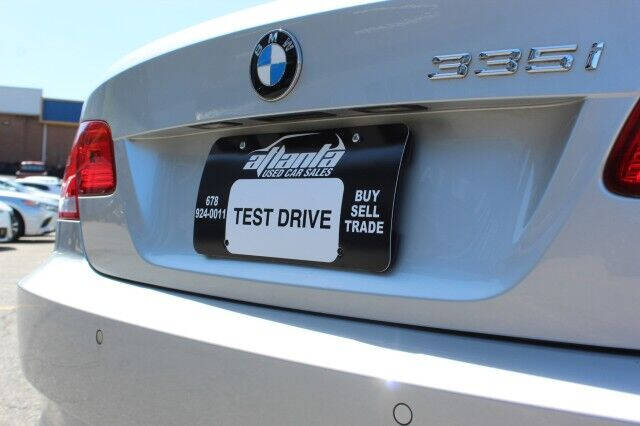 BMW
335i
atlanta
USED CAR SALES
678
924-0011
TEST DRIVE
BUY
SELL
TRADE